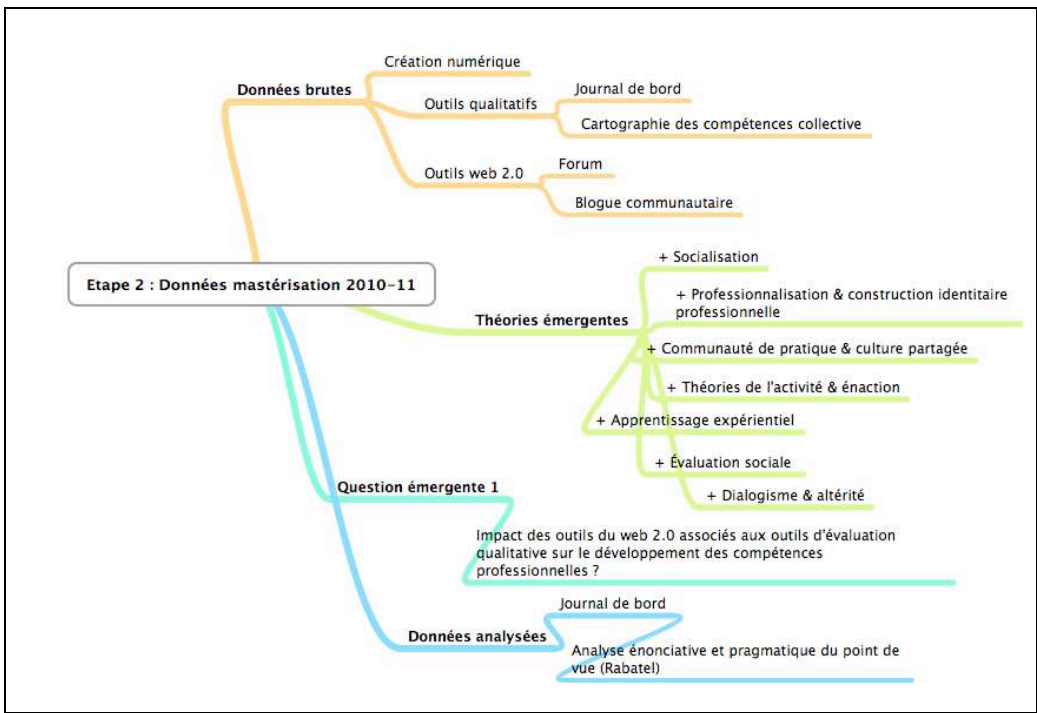 Création numérique
Données brutes
Outils qualitatifs
Journal de bord
Cartographie des compétences collective
Outils web 2.0
Forum
Blogue communautaire
Etape 2 : Données mastérisation 2010-11
Théories émergentes
+ Socialisation
+ Professionnalisation & construction identitaire
professionnelle
+ Communauté de pratique & culture partagée
+ Théories de l'activité & énaction
+ Apprentissage expérientiel
+ Évaluation sociale
+ Dialogisme & altérité
Question émergente 1
Impact des outils du web 2.0 associés aux outils d'évaluation
qualitative sur le développement des compétences
professionnelles ?
Données analysées
Journal de bord
Analyse énonciative et pragmatique du point de
vue (Rabatel)